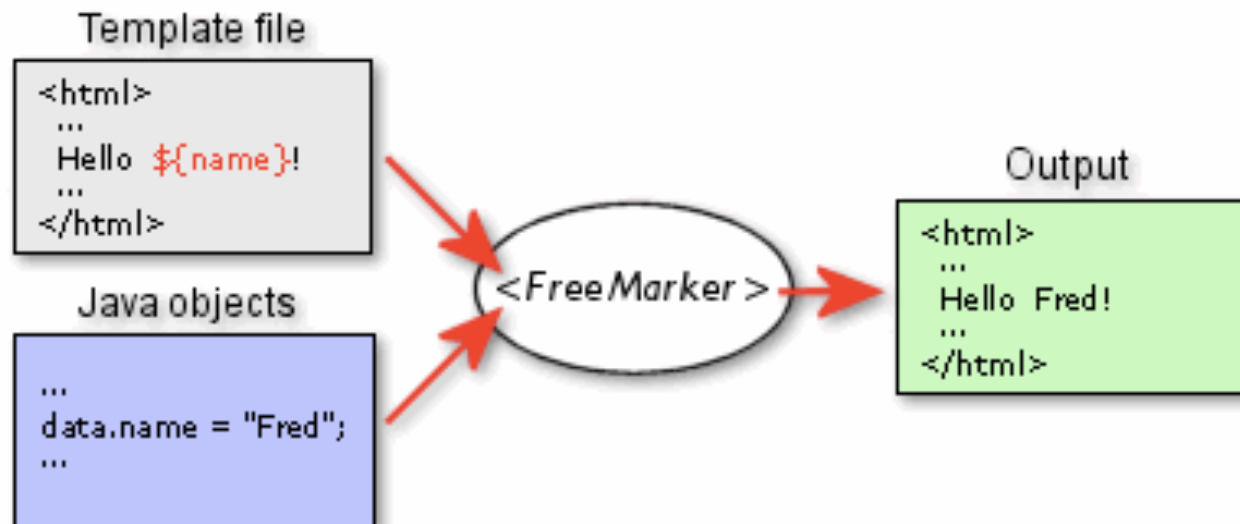 Template file
<html>
...
Hello ${name}!
...
</html>
Java objects
...
data.name = "Fred";
...
<FreeMarker>
Output
<html>
...
Hello Fred!
...
</html>